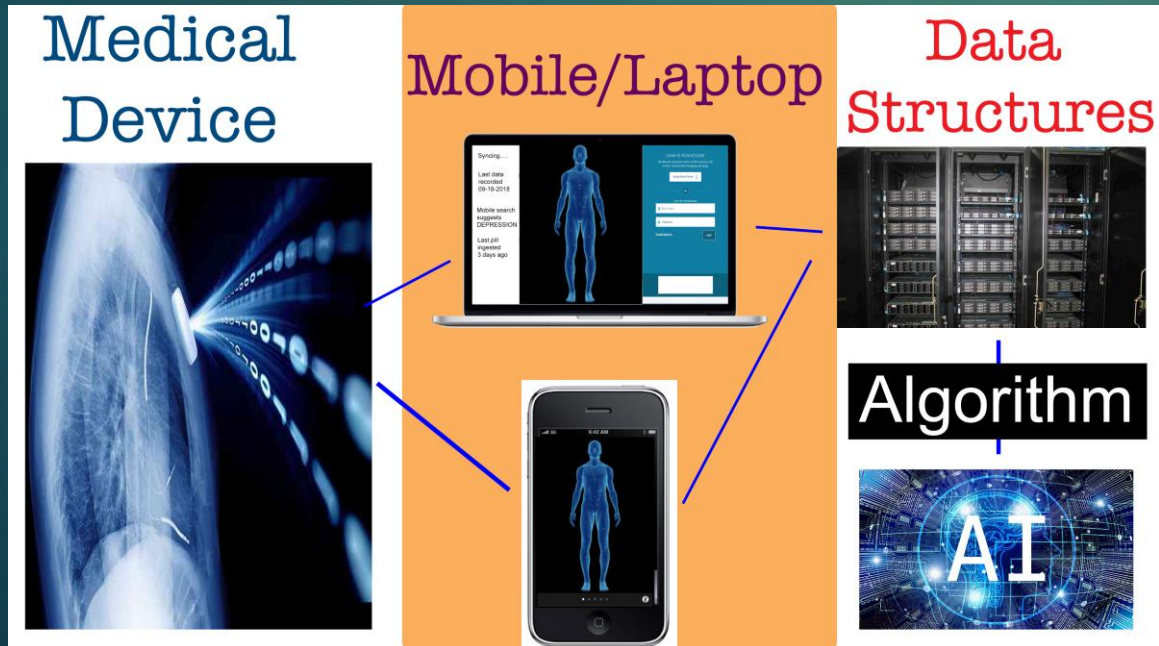 Medical
Device
Mobile/Laptop
Data
Structures
Syncing....
Last data
recorded
09-18-2018
Mobile search
suggests
DEPRESSION
Last pill
ingested
3 days ago
3G
9:42 AM
Algorithm
AI